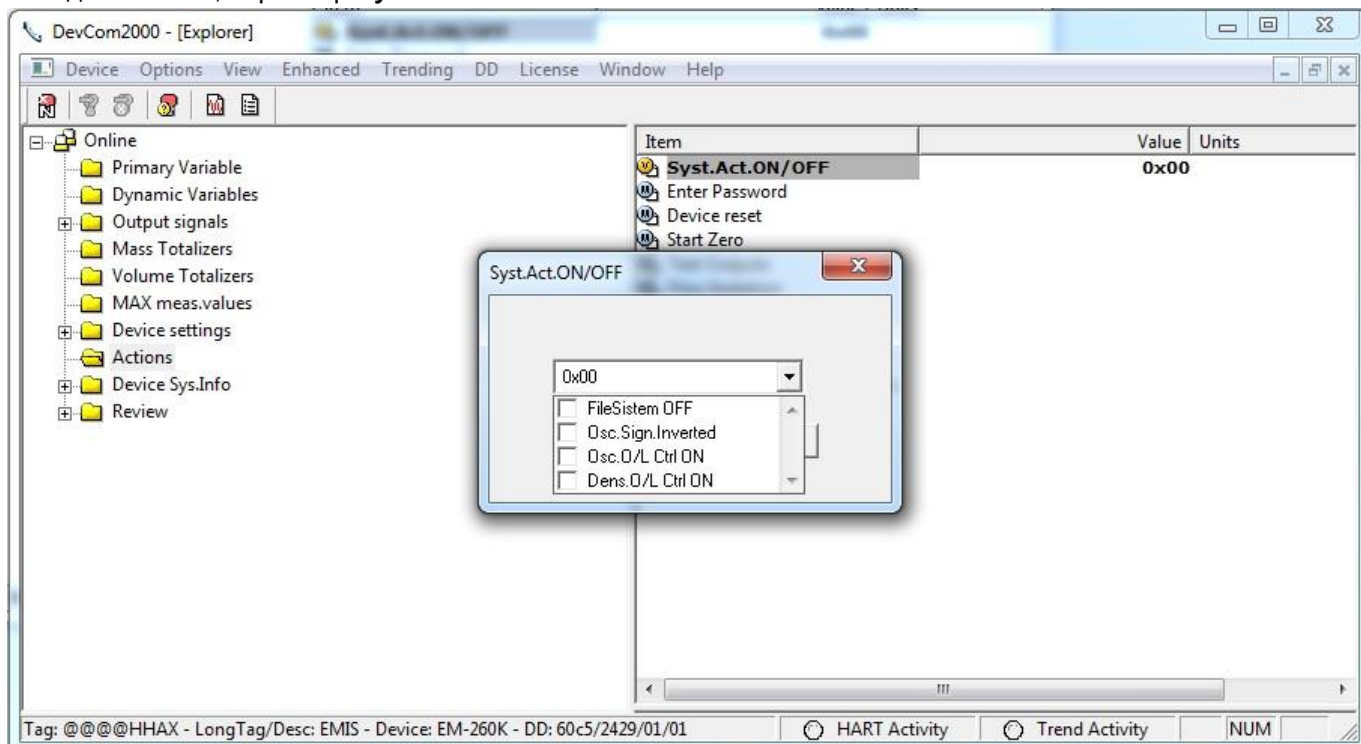 DevCom2000 - [Explorer]
Device Options View Enhanced Trending DD License Window Help
Online
Primary Variable
Dynamic Variables
Output signals
Mass Totalizers
Volume Totalizers
MAX meas.values
Device settings
Actions
Device Sys.Info
Review
Item Value Units
Syst.Act.ON/OFF 0x00
Enter Password
Device reset
Start Zero
Syst.Act.ON/OFF
0x00
FileSistem OFF
Osc.Sign.Inverted
Osc.O/L Ctrl ON
Dens.O/L Ctrl ON
Tag: @@@@HHAX - LongTag/Desc: EMIS - Device: EM-260K - DD: 60c5/2429/01/01 HART Activity Trend Activity NUM